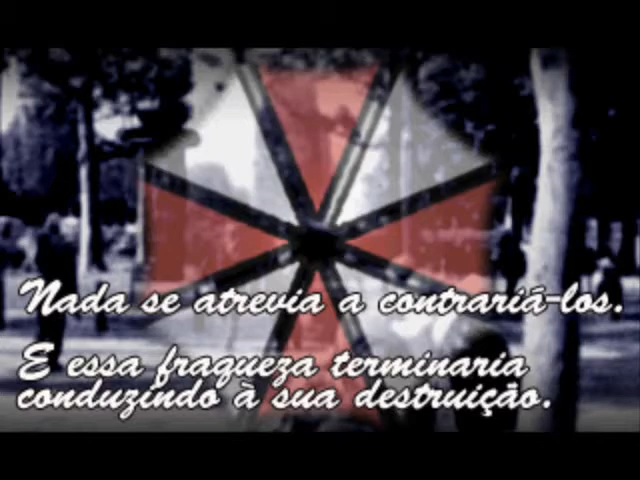 Nada se atrevia a contrariá-los.
E essa fraqueza terminaria
conduzindo à sua destruição.